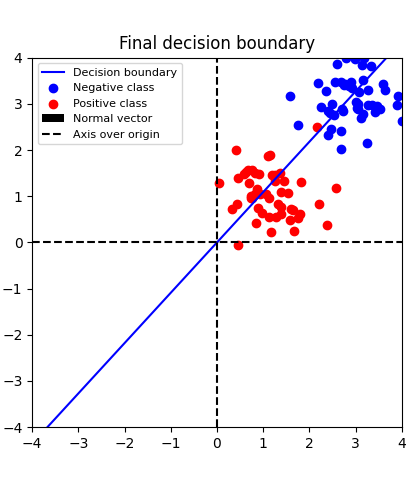 Final decision boundary
Decision boundary
Negative class
Positive class
Normal vector
Axis over origin
4
3
2
1
0
−1
−2
−3
−4
−4 −3 −2 −1 0 1 2 3 4